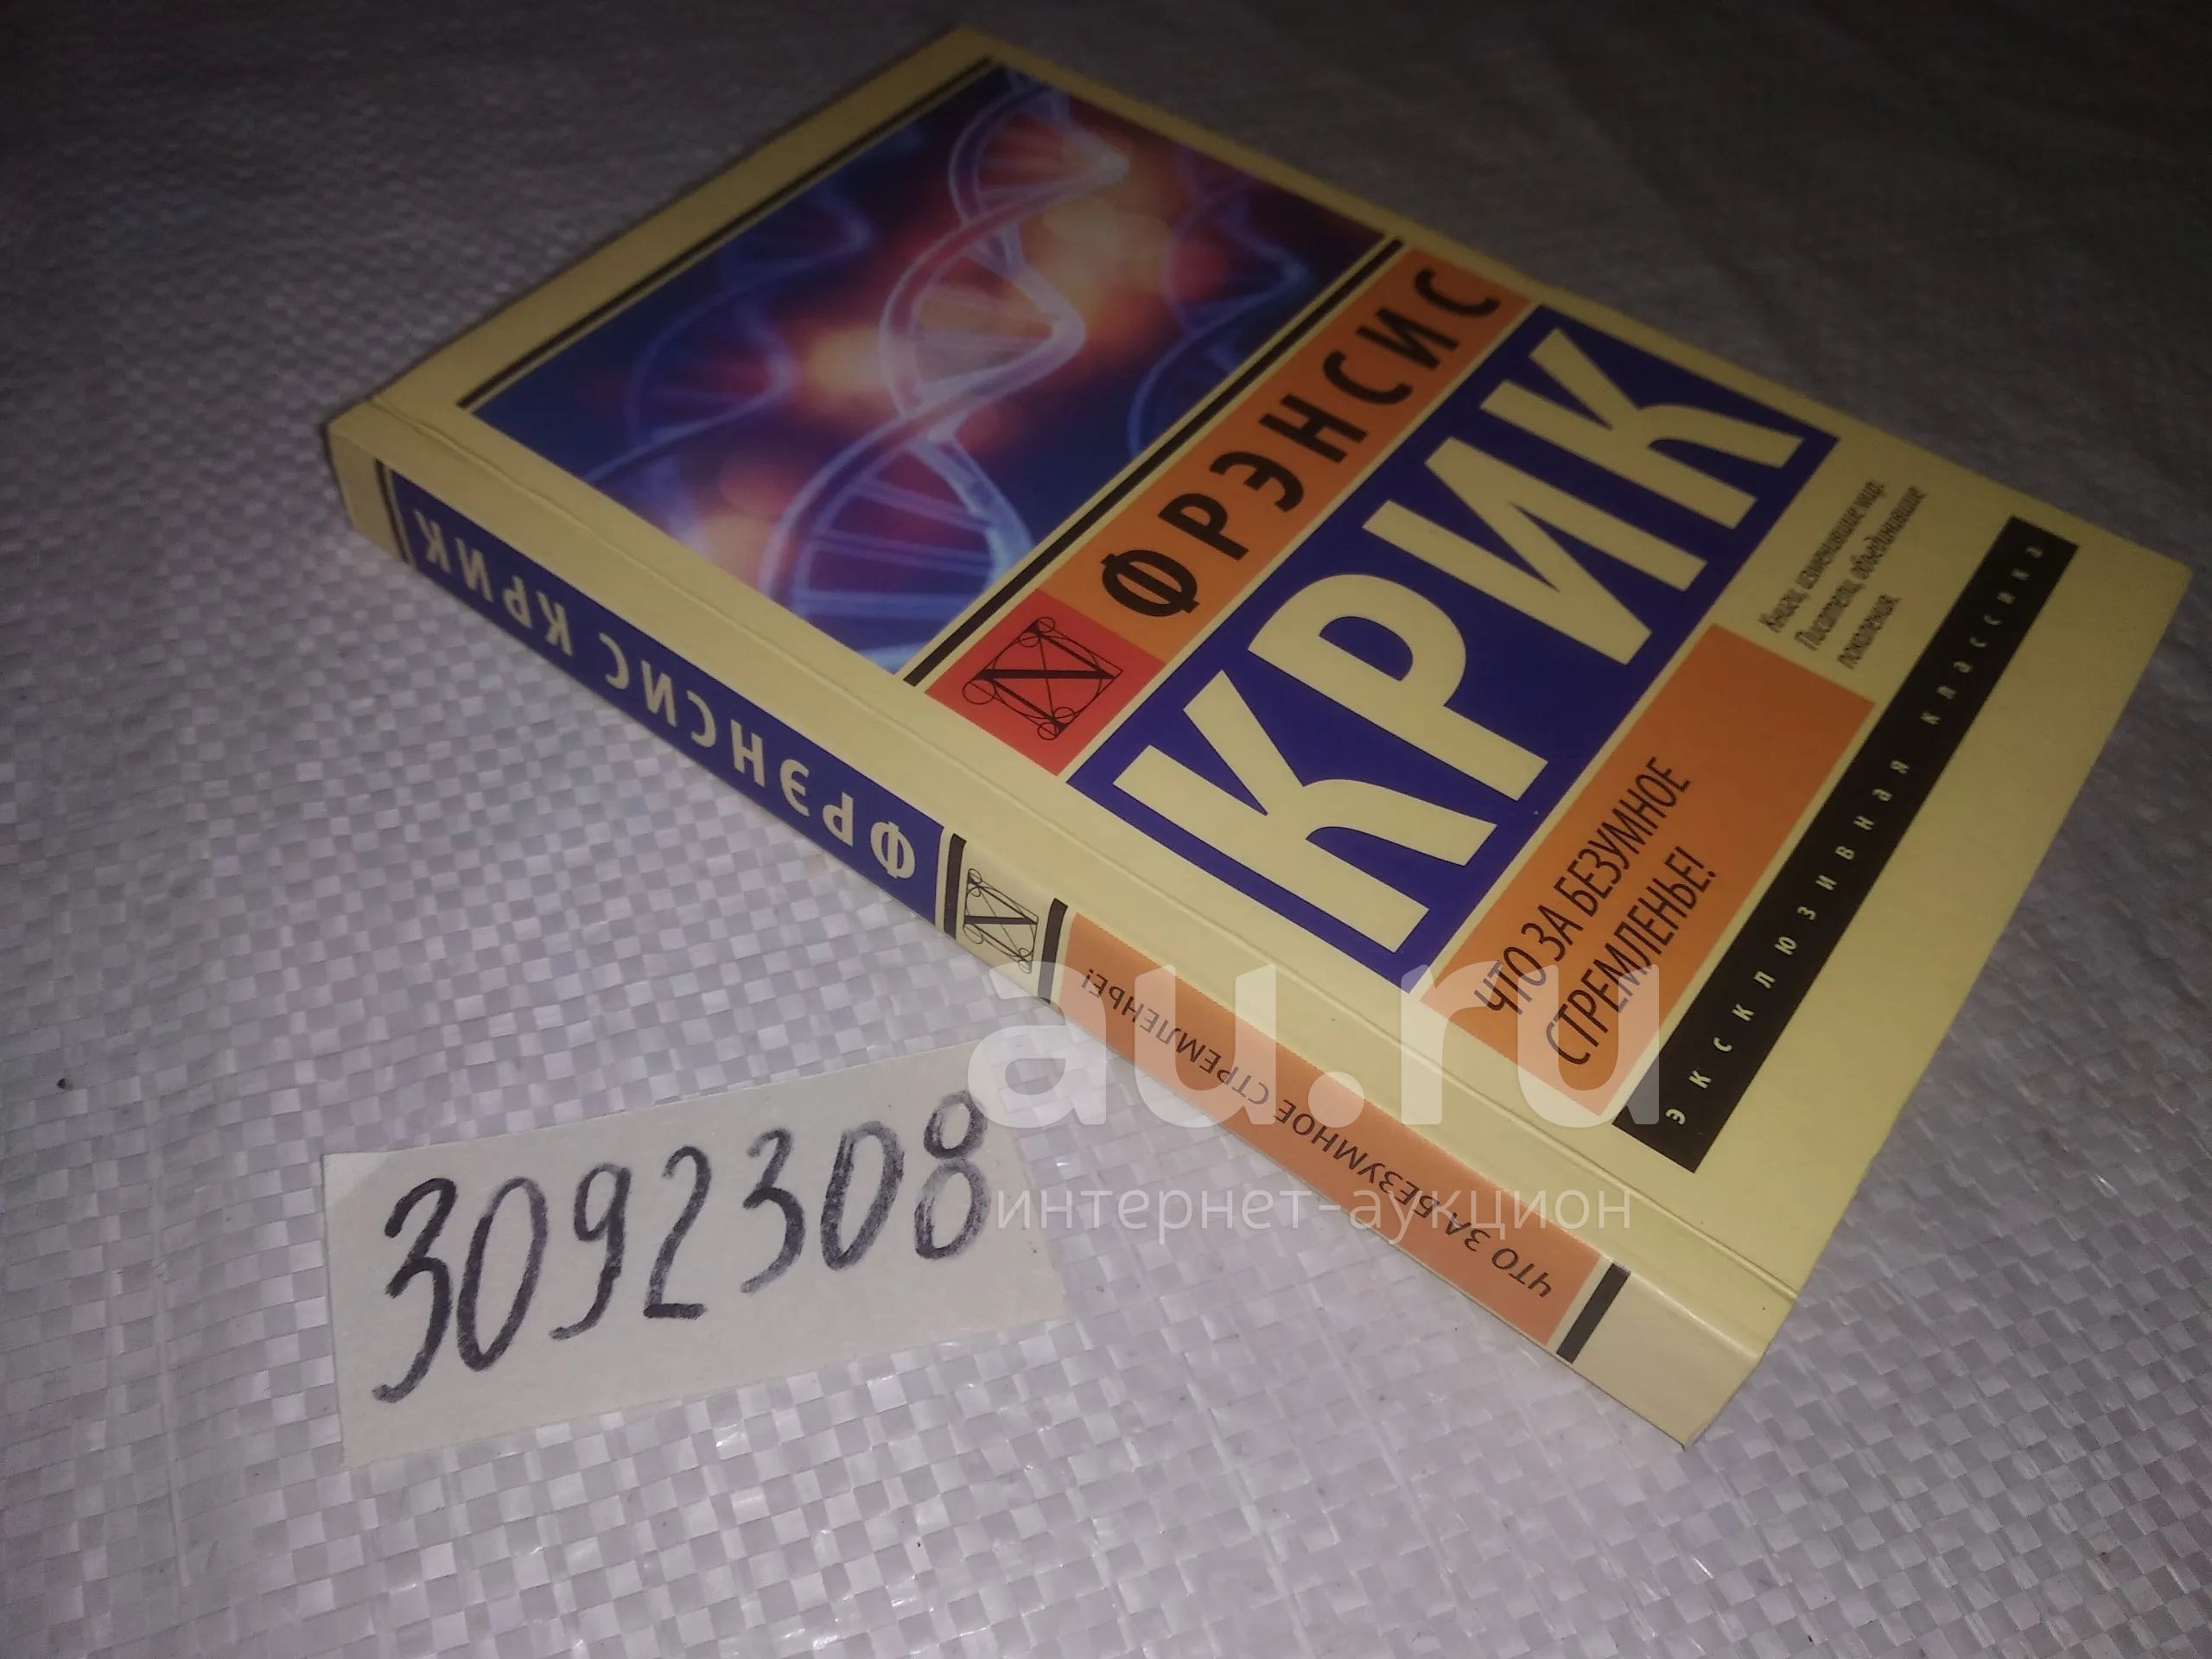 ФРЭНСИС
КРИК
Книги, изменившие мир.
Писатели, объединившие
поколения.
ЧТО ЗА БЕЗУМНОЕ
СТРЕМЛЕНЬЕ!
эксклюзивная классика
N
ФРЭНСИС КРИК
N
ЧТО ЗА БЕЗУМНОЕ СТРЕМЛЕНЬЕ!
3092308
au.ru
интернет-аукцион